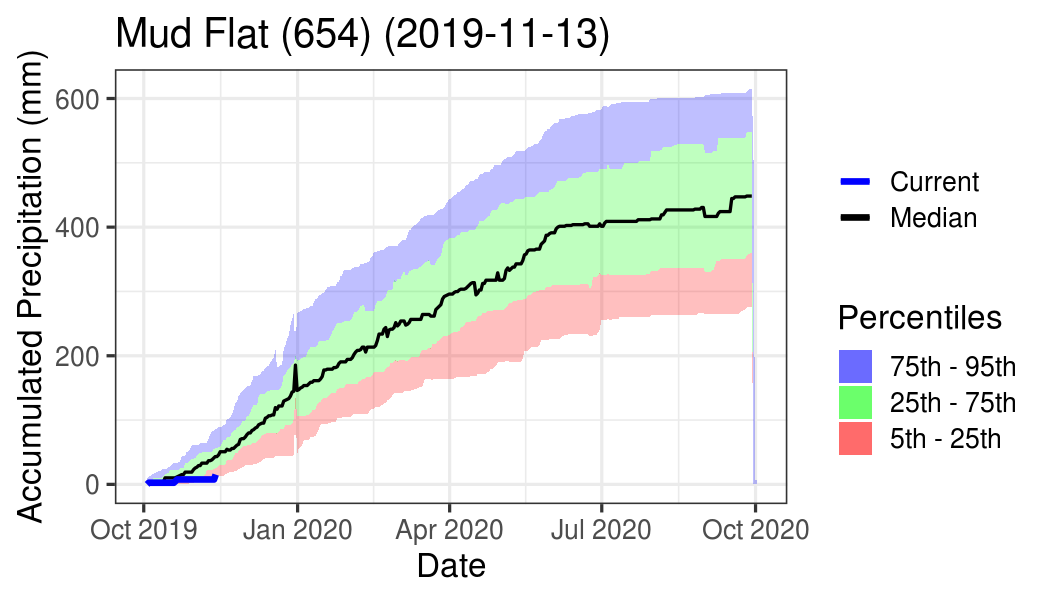 Mud Flat (654) (2019-11-13)
Accumulated Precipitation (mm)
600
400
200
0
Oct 2019
Jan 2020
Apr 2020
Jul 2020
Oct 2020
Date
Current
Median
Percentiles
75th - 95th
25th - 75th
5th - 25th